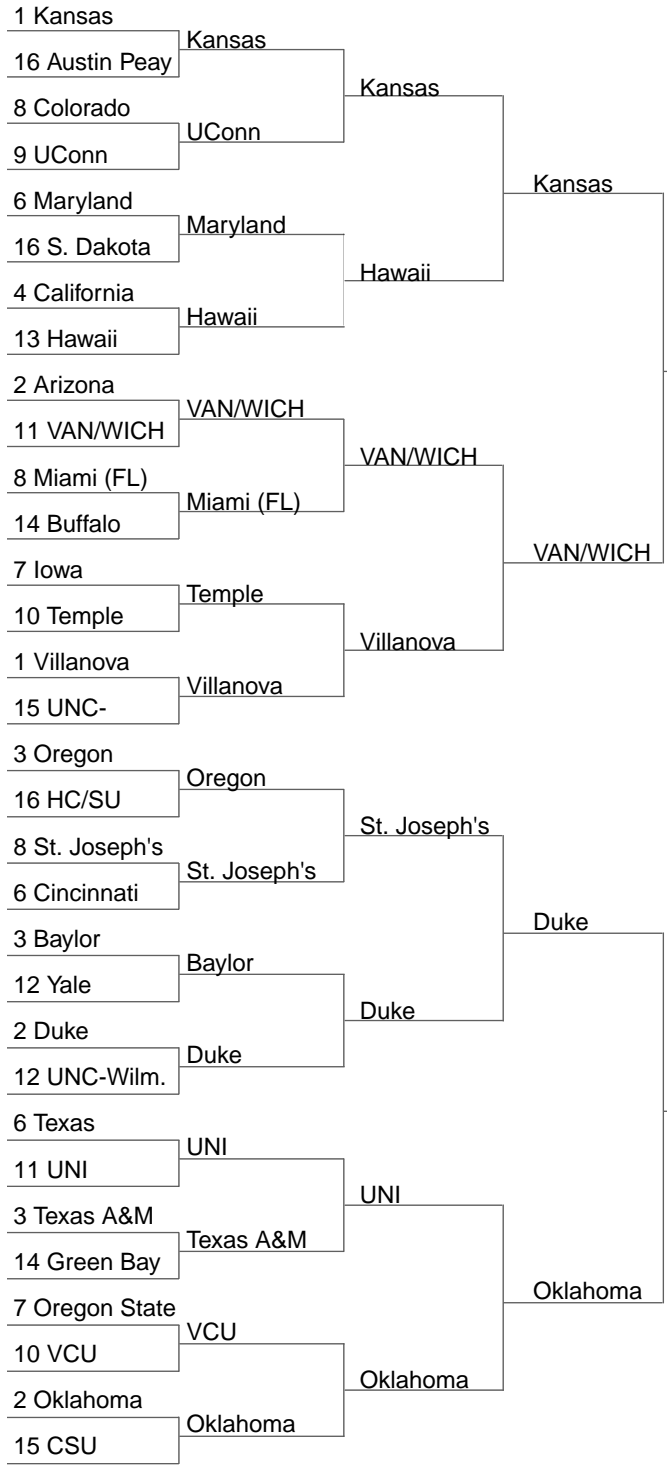 1 Kansas
16 Austin Peay
8 Colorado
9 UConn
6 Maryland
16 S. Dakota
4 California
13 Hawaii
2 Arizona
11 VAN/WICH
8 Miami (FL)
14 Buffalo
7 Iowa
10 Temple
1 Villanova
15 UNC-
3 Oregon
16 HC/SU
8 St. Joseph's
6 Cincinnati
3 Baylor
12 Yale
2 Duke
12 UNC-Wilm.
6 Texas
11 UNI
3 Texas A&M
14 Green Bay
7 Oregon State
10 VCU
2 Oklahoma
15 CSU
Kansas
UConn
Maryland
Hawaii
VAN/WICH
Miami (FL)
Temple
Villanova
Oregon
St. Joseph's
Baylor
Duke
UNI
Texas A&M
VCU
Oklahoma
Kansas
Hawaii
VAN/WICH
Villanova
St. Joseph's
Duke
UNI
Oklahoma
Kansas
VAN/WICH
Duke
Oklahoma